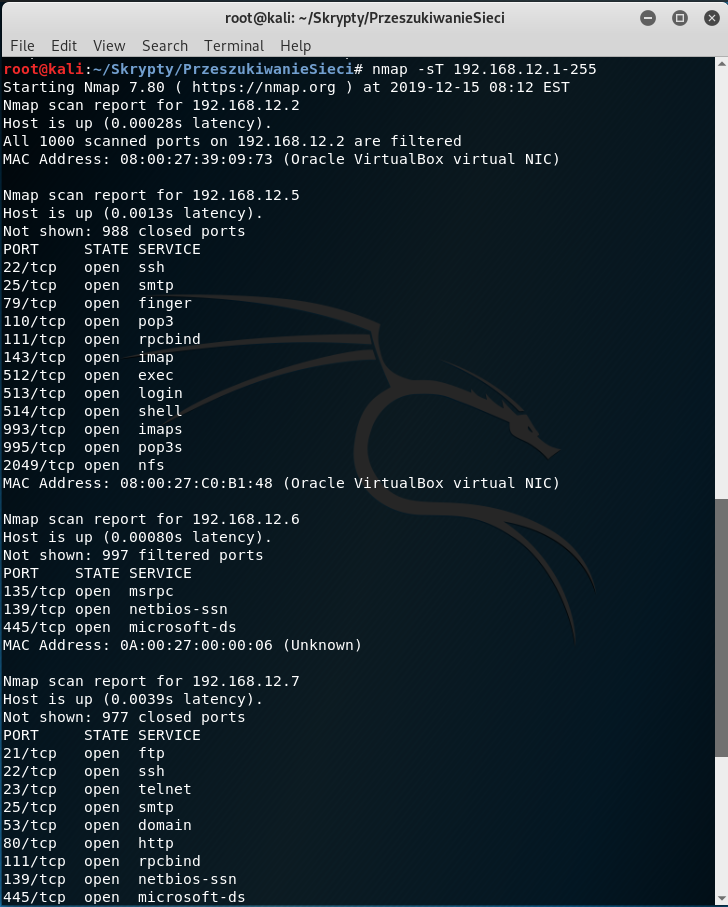 root@kali: ~/Skrypty/PrzeszukiwanieSieci
File Edit View Search Terminal Help
root@kali:~/Skrypty/PrzeszukiwanieSieci# nmap -sT 192.168.12.1-255
Starting Nmap 7.80 ( https://nmap.org ) at 2019-12-15 08:12 EST
Nmap scan report for 192.168.12.2
Host is up (0.00028s latency).
All 1000 scanned ports on 192.168.12.2 are filtered
MAC Address: 08:00:27:39:09:73 (Oracle VirtualBox virtual NIC)

Nmap scan report for 192.168.12.5
Host is up (0.0013s latency).
Not shown: 988 closed ports
PORT     STATE SERVICE
22/tcp   open  ssh
25/tcp   open  smtp
79/tcp   open  finger
110/tcp  open  pop3
111/tcp  open  rpcbind
143/tcp  open  imap
512/tcp  open  exec
513/tcp  open  login
514/tcp  open  shell
993/tcp  open  imaps
995/tcp  open  pop3s
2049/tcp open  nfs
MAC Address: 08:00:27:C0:B1:48 (Oracle VirtualBox virtual NIC)

Nmap scan report for 192.168.12.6
Host is up (0.00080s latency).
Not shown: 997 filtered ports
PORT    STATE SERVICE
135/tcp open  msrpc
139/tcp open  netbios-ssn
445/tcp open  microsoft-ds
MAC Address: 0A:00:27:00:00:06 (Unknown)

Nmap scan report for 192.168.12.7
Host is up (0.0039s latency).
Not shown: 977 closed ports
PORT     STATE SERVICE
21/tcp   open  ftp
22/tcp   open  ssh
23/tcp   open  telnet
25/tcp   open  smtp
53/tcp   open  domain
80/tcp   open  http
111/tcp  open  rpcbind
139/tcp  open  netbios-ssn
445/tcp  open  microsoft-ds